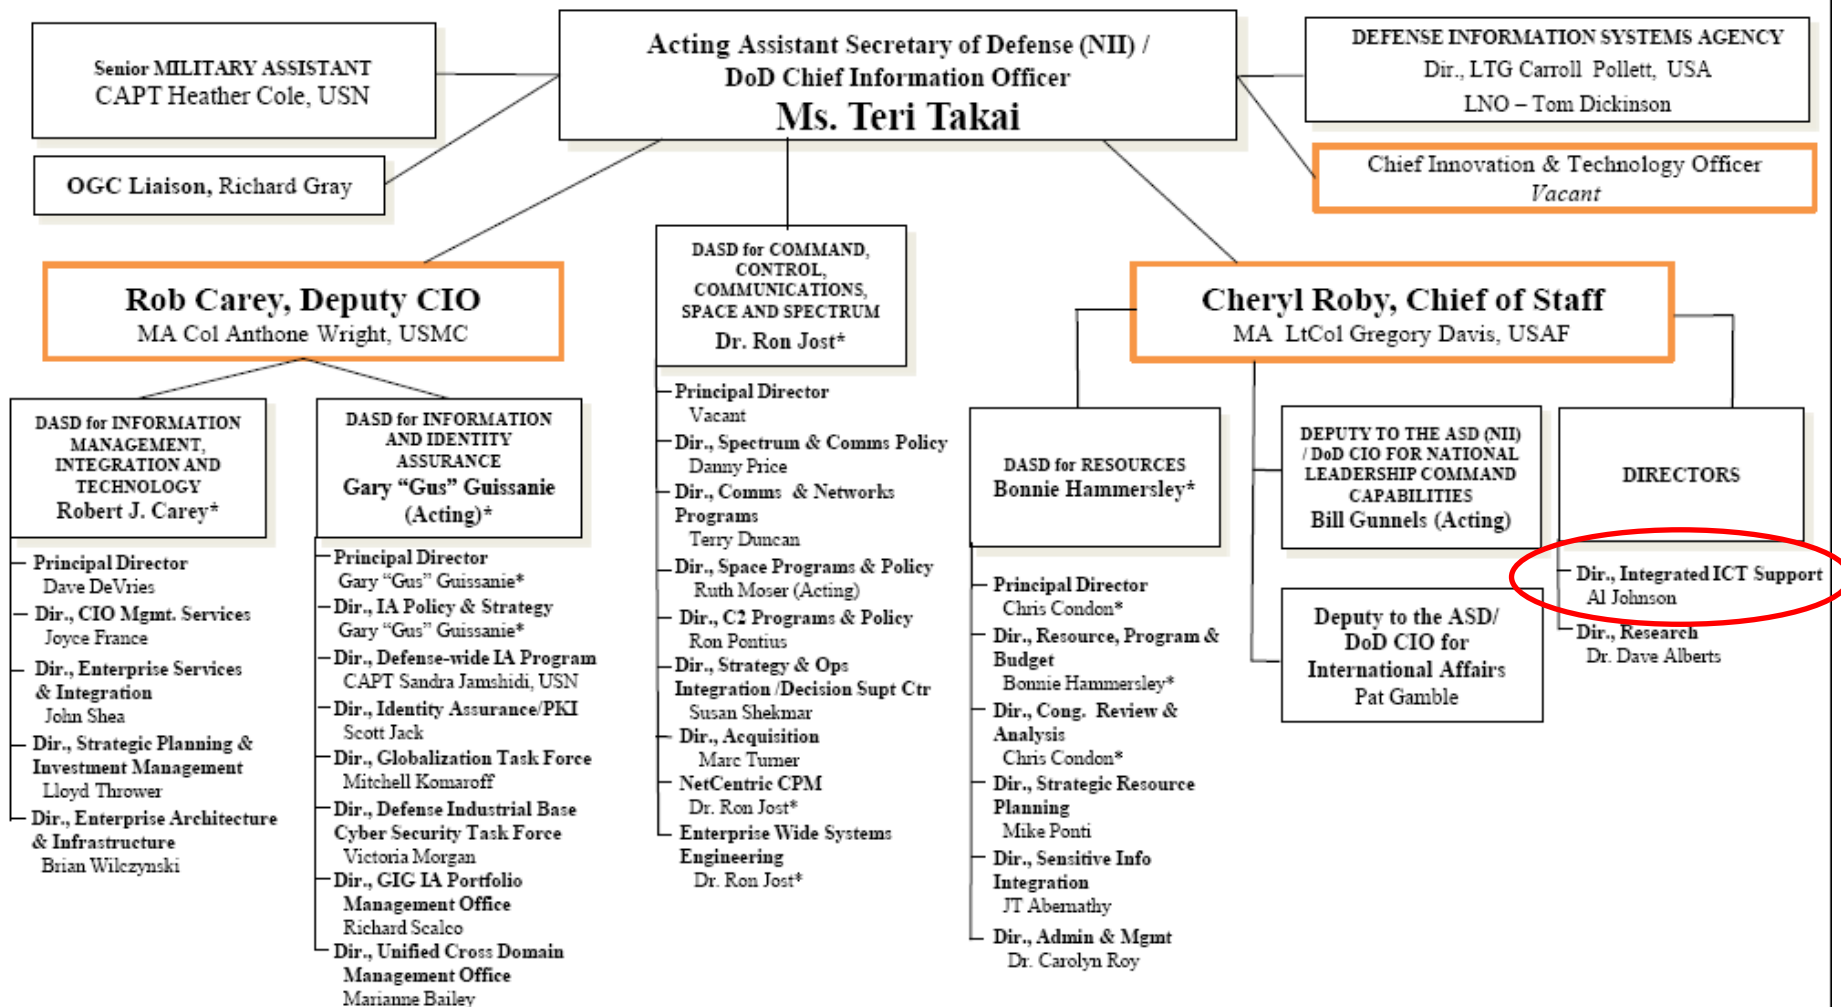 Senior MILITARY ASSISTANT
CAPT Heather Cole, USN
OGC Liaison, Richard Gray
Acting Assistant Secretary of Defense (NII) /
DoD Chief Information Officer
Ms. Teri Takai
DEFENSE INFORMATION SYSTEMS AGENCY
Dir., LTG Carroll Pollett, USA
LNO – Tom Dickinson
Chief Innovation & Technology Officer
Vacant
Rob Carey, Deputy CIO
MA Col Anthone Wright, USMC
DASD for INFORMATION
MANAGEMENT,
INTEGRATION AND
TECHNOLOGY
Robert J. Carey*
Principal Director
Dave DeVries
Dir., CIO Mgmt. Services
Joyce France
Dir., Enterprise Services
& Integration
John Shea
Dir., Strategic Planning &
Investment Management
Lloyd Thrower
Dir., Enterprise Architecture
& Infrastructure
Brian Wilczynski
DASD for INFORMATION
AND IDENTITY
ASSURANCE
Gary “Gus” Guissanie
(Acting)*
Principal Director
Gary “Gus” Guissanie*
Dir., IA Policy & Strategy
Gary “Gus” Guissanie*
Dir., Defense-wide IA Program
CAPT Sandra Jamshidi, USN
Dir., Identity Assurance/PKI
Scott Jack
Dir., Globalization Task Force
Mitchell Komaroff
Dir., Defense Industrial Base
Cyber Security Task Force
Victoria Morgan
Dir., GIG IA Portfolio
Management Office
Richard Scalco
Dir., Unified Cross Domain
Management Office
Marianne Bailey
DASD for COMMAND,
CONTROL,
COMMUNICATIONS,
SPACE AND SPECTRUM
Dr. Ron Jost*
Principal Director
Vacant
Dir., Spectrum & Comms Policy
Danny Price
Dir., Comms & Networks
Programs
Terry Duncan
Dir., Space Programs & Policy
Ruth Moser (Acting)
Dir., C2 Programs & Policy
Ron Pontius
Dir., Strategy & Ops
Integration /Decision Supt Ctr
Susan Shekmar
Dir., Acquisition
Marc Turner
NetCentric CPM
Dr. Ron Jost*
Enterprise Wide Systems
Engineering
Dr. Ron Jost*
Cheryl Roby, Chief of Staff
MA LtCol Gregory Davis, USAF
DASD for RESOURCES
Bonnie Hammersley*
Principal Director
Chris Condon*
Dir., Resource, Program &
Budget
Bonnie Hammersley*
Dir., Cong. Review &
Analysis
Chris Condon*
Dir., Strategic Resource
Planning
Mike Ponti
Dir., Sensitive Info
Integration
JT Abernathy
Dir., Admin & Mgmt
Dr. Carolyn Roy
DEPUTY TO THE ASD (NII)
/ DoD CIO FOR NATIONAL
LEADERSHIP COMMAND
CAPABILITIES
Bill Gunnels (Acting)
Deputy to the ASD/
DoD CIO for
International Affairs
Pat Gamble
DIRECTORS
Dir., Integrated ICT Support
Al Johnson
Dir., Research
Dr. Dave Alberts